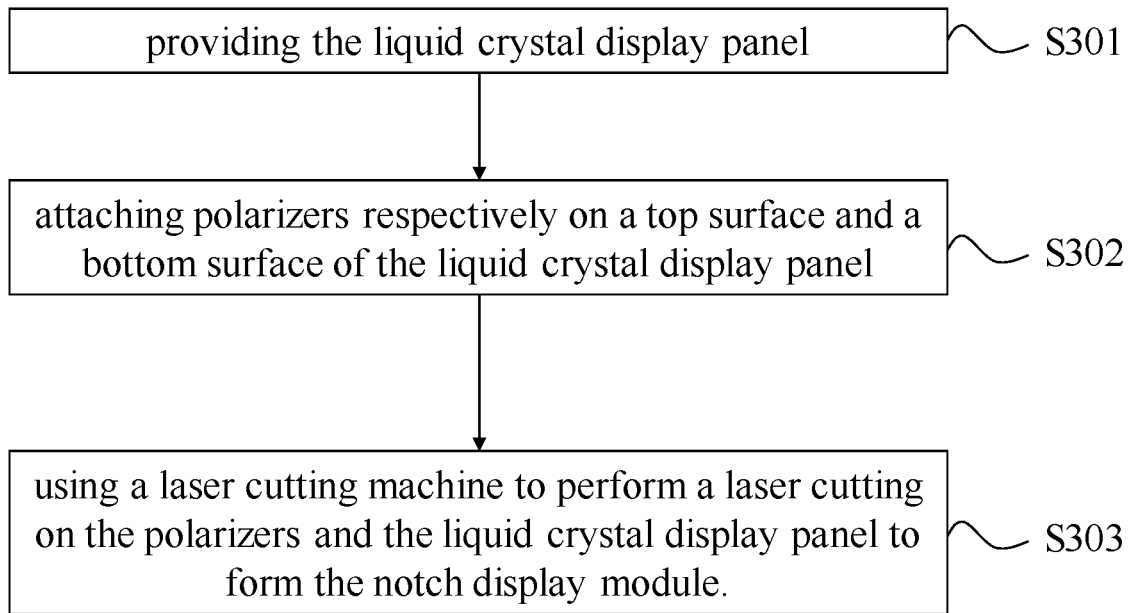 providing the liquid crystal display panel
S301
attaching polarizers respectively on a top surface and a
bottom surface of the liquid crystal display panel
S302
using a laser cutting machine to perform a laser cutting
on the polarizers and the liquid crystal display panel to
form the notch display module.
S303